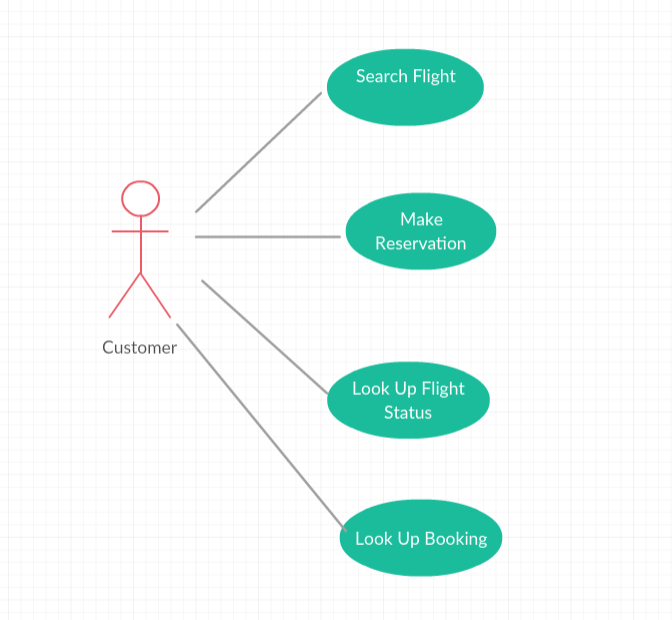 Search Flight
Make
Reservation
Customer
Look Up Flight
Status
Look Up Booking